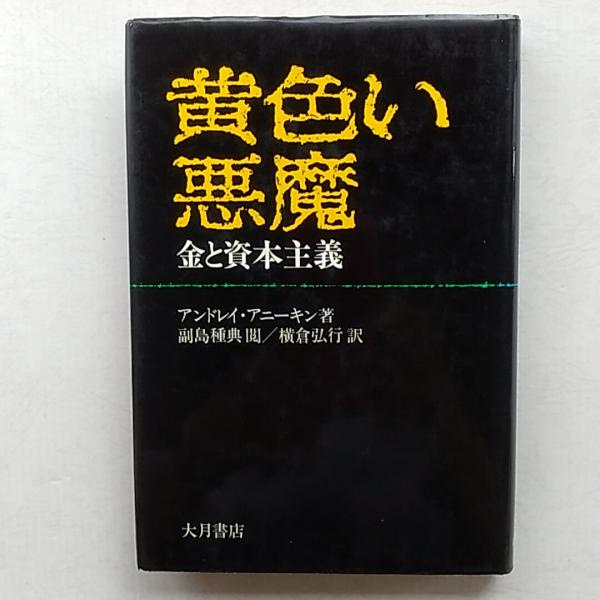 黄色い
悪魔
金と資本主義
アンドレイ・アニーキン著
副島種典閲／横倉弘行訳
大月書店